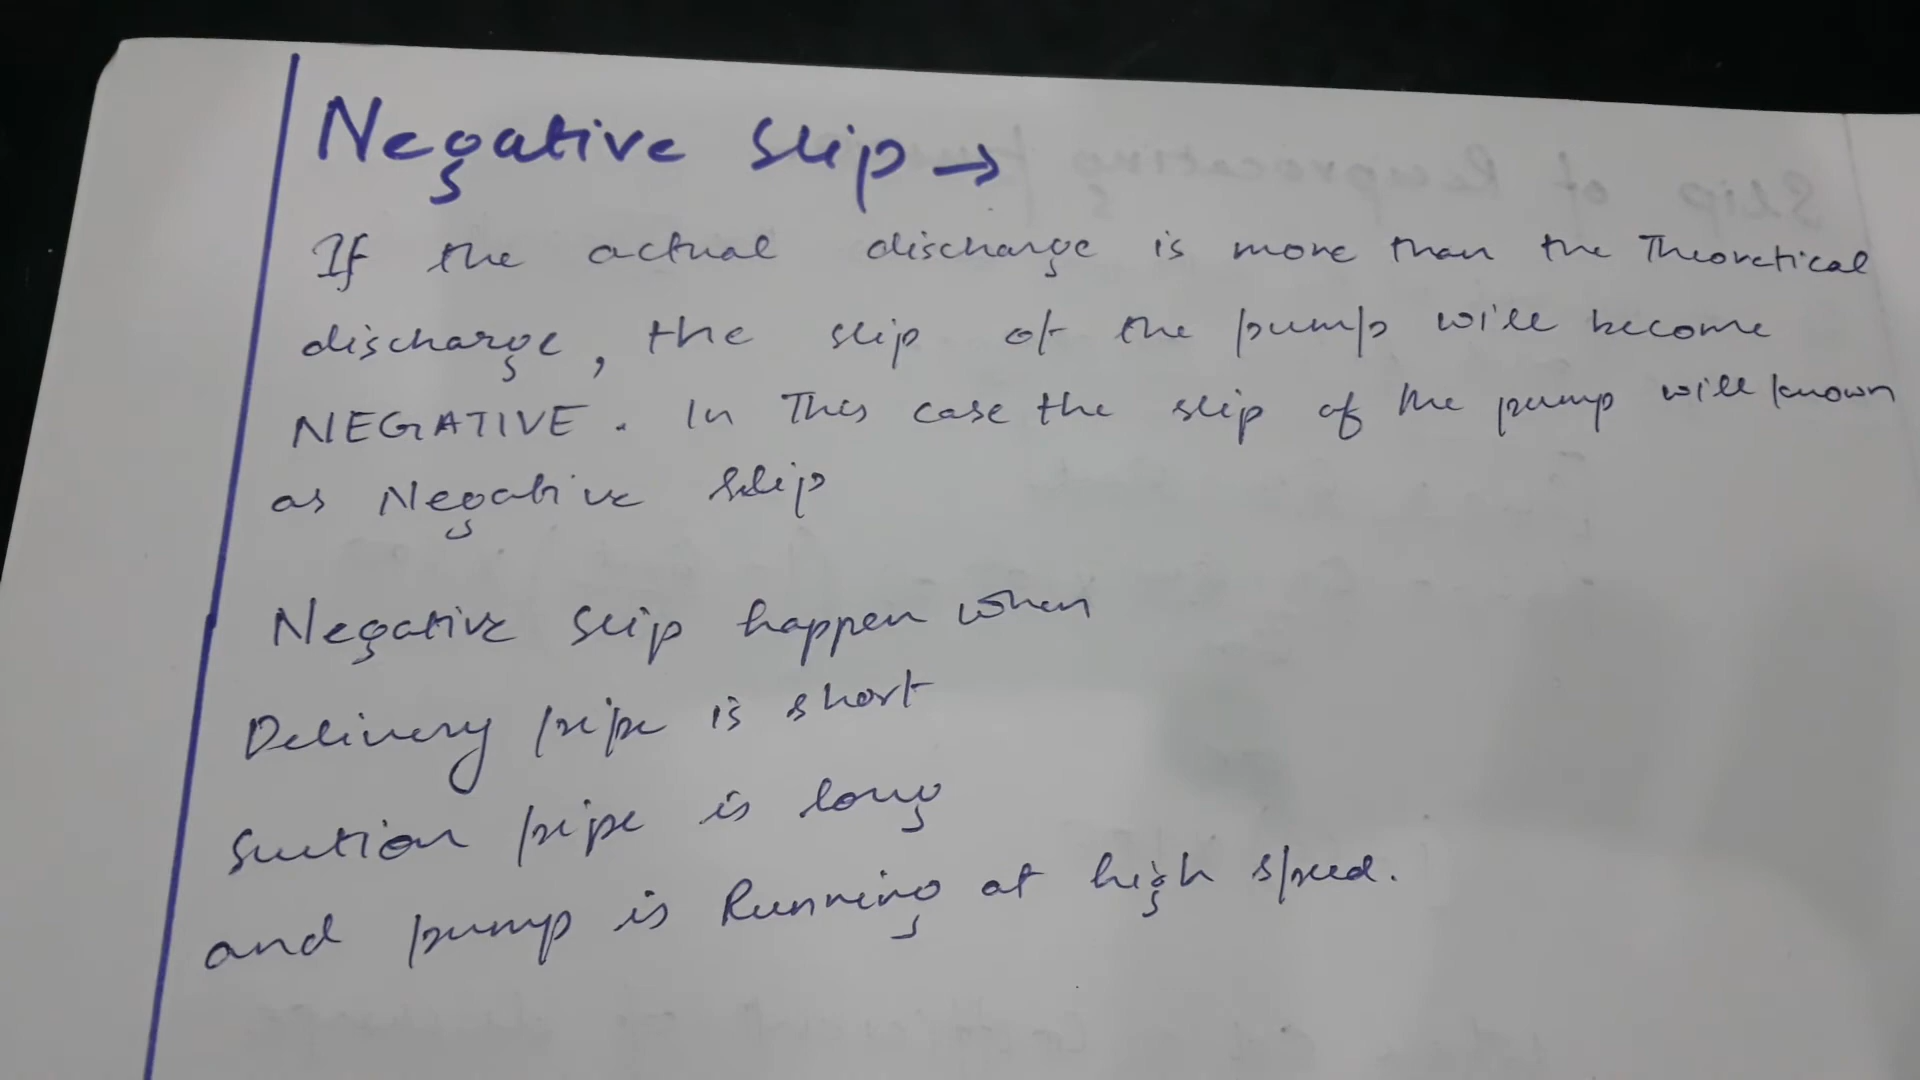 Negative Slip →
If the actual discharge is more than the Theoretical
discharge, the slip of the pump will become
NEGATIVE. In This case the slip of the pump will known
as Negative slip
Negative slip happen when
Delivery pipe is short
Suction pipe is long
and pump is Running at high speed.